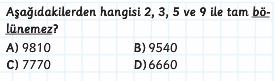 Aşağıdakilerden hangisi 2, 3, 5 ve 9 ile tam bö-
lünemez?
A) 9810 B) 9540
C) 7770 D) 6660